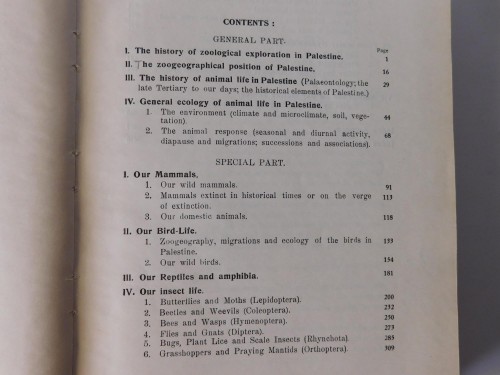 CONTENTS :
GENERAL PART.
Page
I. The history of zoological exploration in Palestine. 1
II. The zoogeographical position of Palestine. 16
III. The history of animal life in Palestine (Palaeontology; the 29
late Tertiary to our days; the historical elements of Palestine.)
IV. General ecology of animal life in Palestine.
1. The environment (climate and microclimate, soil, vege- 44
tation).
2. The animal response (seasonal and diurnal activity, 68
diapause and migrations; successions and associations).
SPECIAL PART.
I. Our Mammals.
1. Our wild mammals. 91
2. Mammals extinct in historical times or on the verge 113
of extinction.
3. Our domestic animals. 118
II. Our Bird-Life.
1. Zoogeography, migrations and ecology of the birds in 133
Palestine.
2. Our wild birds. 154
III. Our Reptiles and amphibia. 181
IV. Our insect life.
1. Butterflies and Moths (Lepidoptera). 200
2. Beetles and Weevils (Coleoptera). 232
3. Bees and Wasps (Hymenoptera). 250
4. Flies and Gnats (Diptera). 273
5. Bugs, Plant Lice and Scale Insects (Rhynchota) 285
6. Grasshoppers and Praying Mantids (Orthoptera). 309